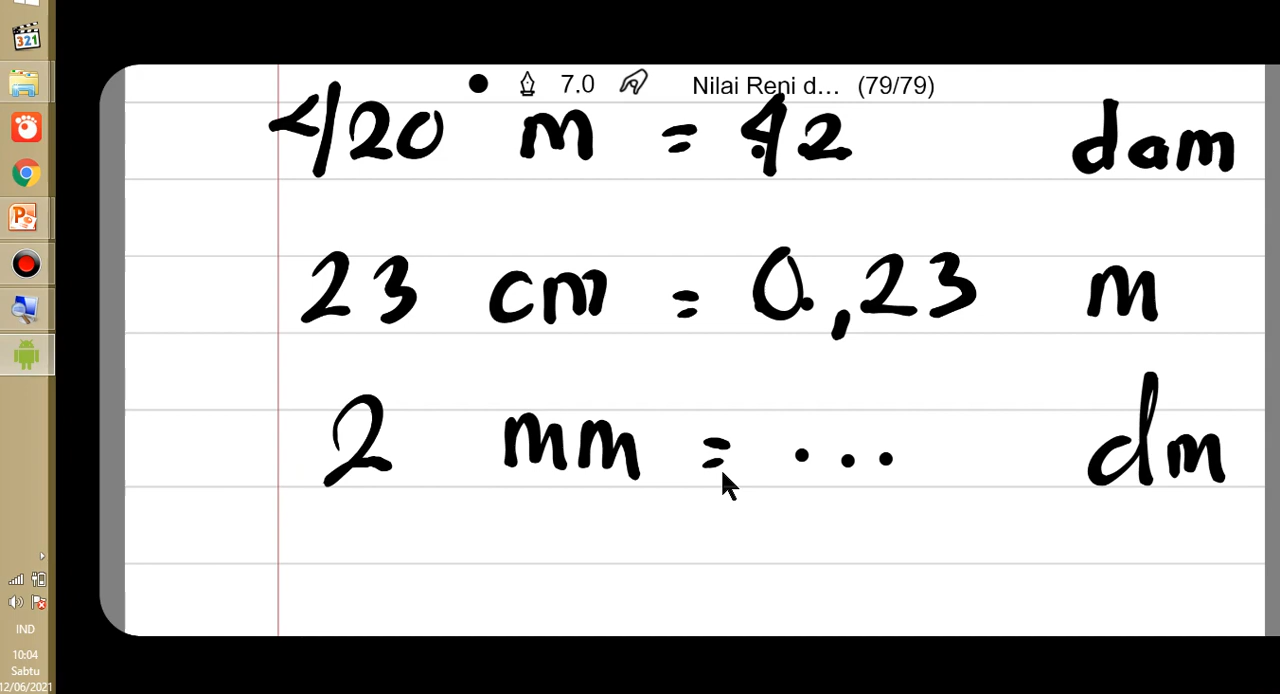 321
7.0 Nilai Reni d... (79/79)
420 m = 42 dam
23 cm = 0,23 m
2 mm = ... dm
IND
10:04
Sabtu
12/06/2021